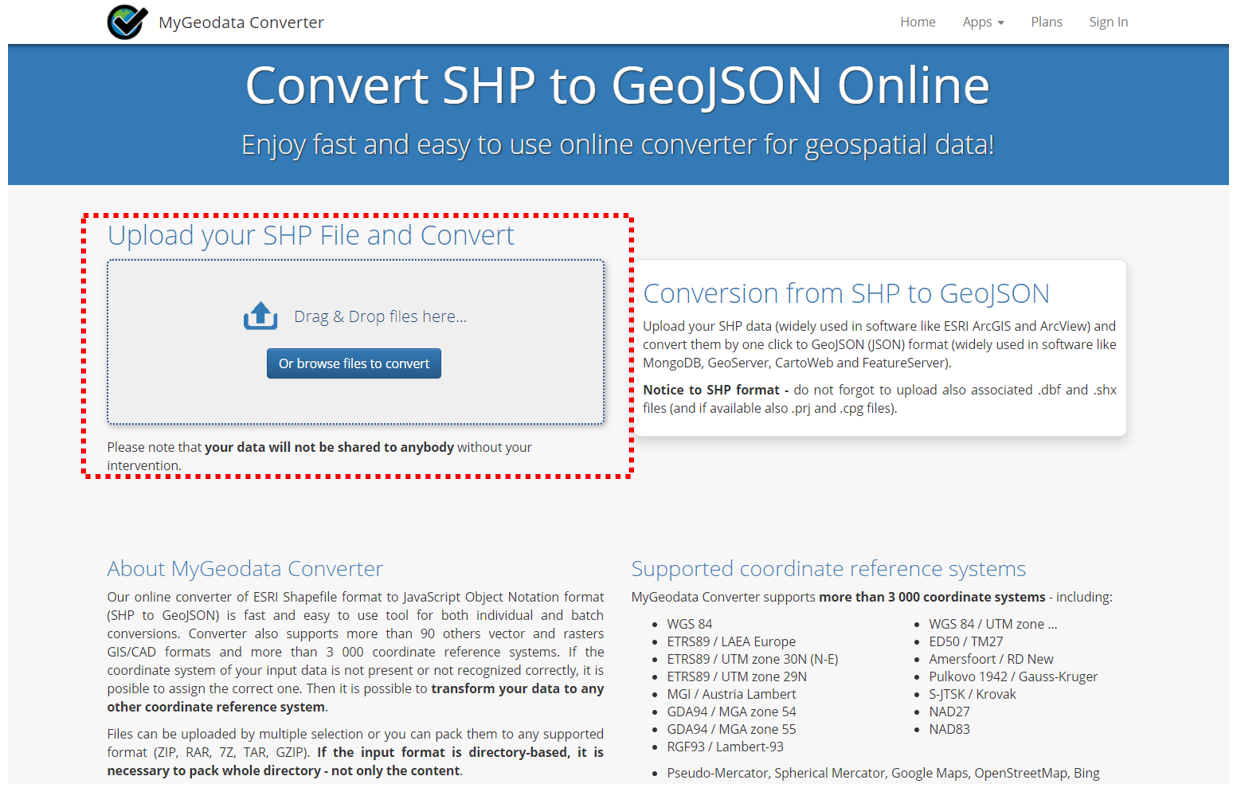 MyGeodata Converter
Home
Apps
Plans
Sign In
Convert SHP to GeoJSON Online
Enjoy fast and easy to use online converter for geospatial data!
Upload your SHP File and Convert
Drag & Drop files here...
Or browse files to convert
Please note that your data will not be shared to anybody without your
intervention.
Conversion from SHP to GeoJSON
Upload your SHP data (widely used in software like ESRI ArcGIS and ArcView) and
convert them by one click to GeoJSON (JSON) format (widely used in software like
MongoDB, GeoServer, CartoWeb and FeatureServer).
Notice to SHP format - do not forgot to upload also associated .dbf and .shx
files (and if available also .prj and .cpg files).
About MyGeodata Converter
Our online converter of ESRI Shapefile format to JavaScript Object Notation format
(SHP to GeoJSON) is fast and easy to use tool for both individual and batch
conversions. Converter also supports more than 90 others vector and rasters
GIS/CAD formats and more than 3 000 coordinate reference systems. If the
coordinate system of your input data is not present or not recognized correctly, it is
posible to assign the correct one. Then it is possible to transform your data to any
other coordinate reference system.
Files can be uploaded by multiple selection or you can pack them to any supported
format (ZIP, RAR, 7Z, TAR, GZIP). If the input format is directory-based, it is
necessary to pack whole directory - not only the content.
Supported coordinate reference systems
MyGeodata Converter supports more than 3 000 coordinate systems - including:
WGS 84
ETRS89 / LAEA Europe
ETRS89 / UTM zone 30N (N-E)
ETRS89 / UTM zone 29N
MGI / Austria Lambert
GDA94 / MGA zone 54
GDA94 / MGA zone 55
RGF93 / Lambert-93
WGS 84 / UTM zone ...
ED50 / TM27
Amersfoort / RD New
Pulkovo 1942 / Gauss-Kruger
S-JTSK / Krovak
NAD27
NAD83
Pseudo-Mercator, Spherical Mercator, Google Maps, OpenStreetMap, Bing